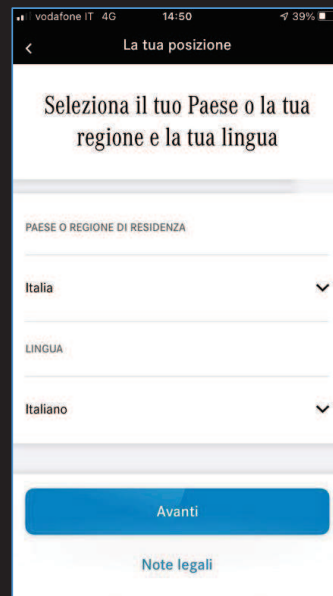 vodafone IT 4G 14:50 39%
La tua posizione
Seleziona il tuo Paese o la tua
regione e la tua lingua
PAESE O REGIONE DI RESIDENZA
Italia
LINGUA
Italiano
Avanti
Note legali